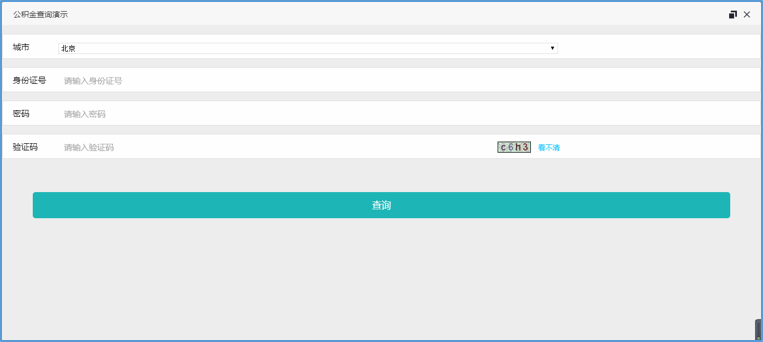 公积金查询演示
城市 北京
身份证号 请输入身份证号
密码 请输入密码
验证码 请输入验证码 c6h3 看不清
查询